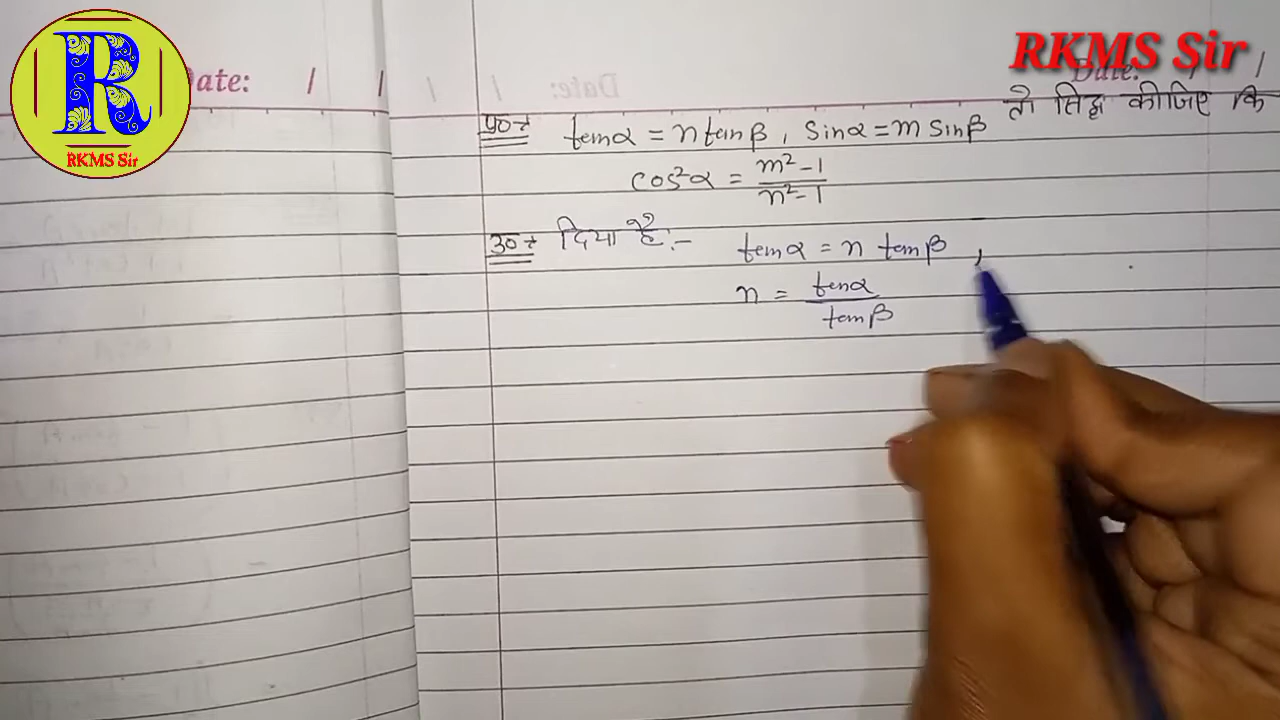 R
RKMS Sir
RKMS Sir
Date: / /
Date: / /
Date: / /
प्र०→ tanα = n tanβ, sinα = m sinβ तो सिद्ध कीजिए कि
cos²α = m² – 1 / n² – 1
उ०→ दिया है:– tanα = n tanβ ,
n = tanα / tanβ